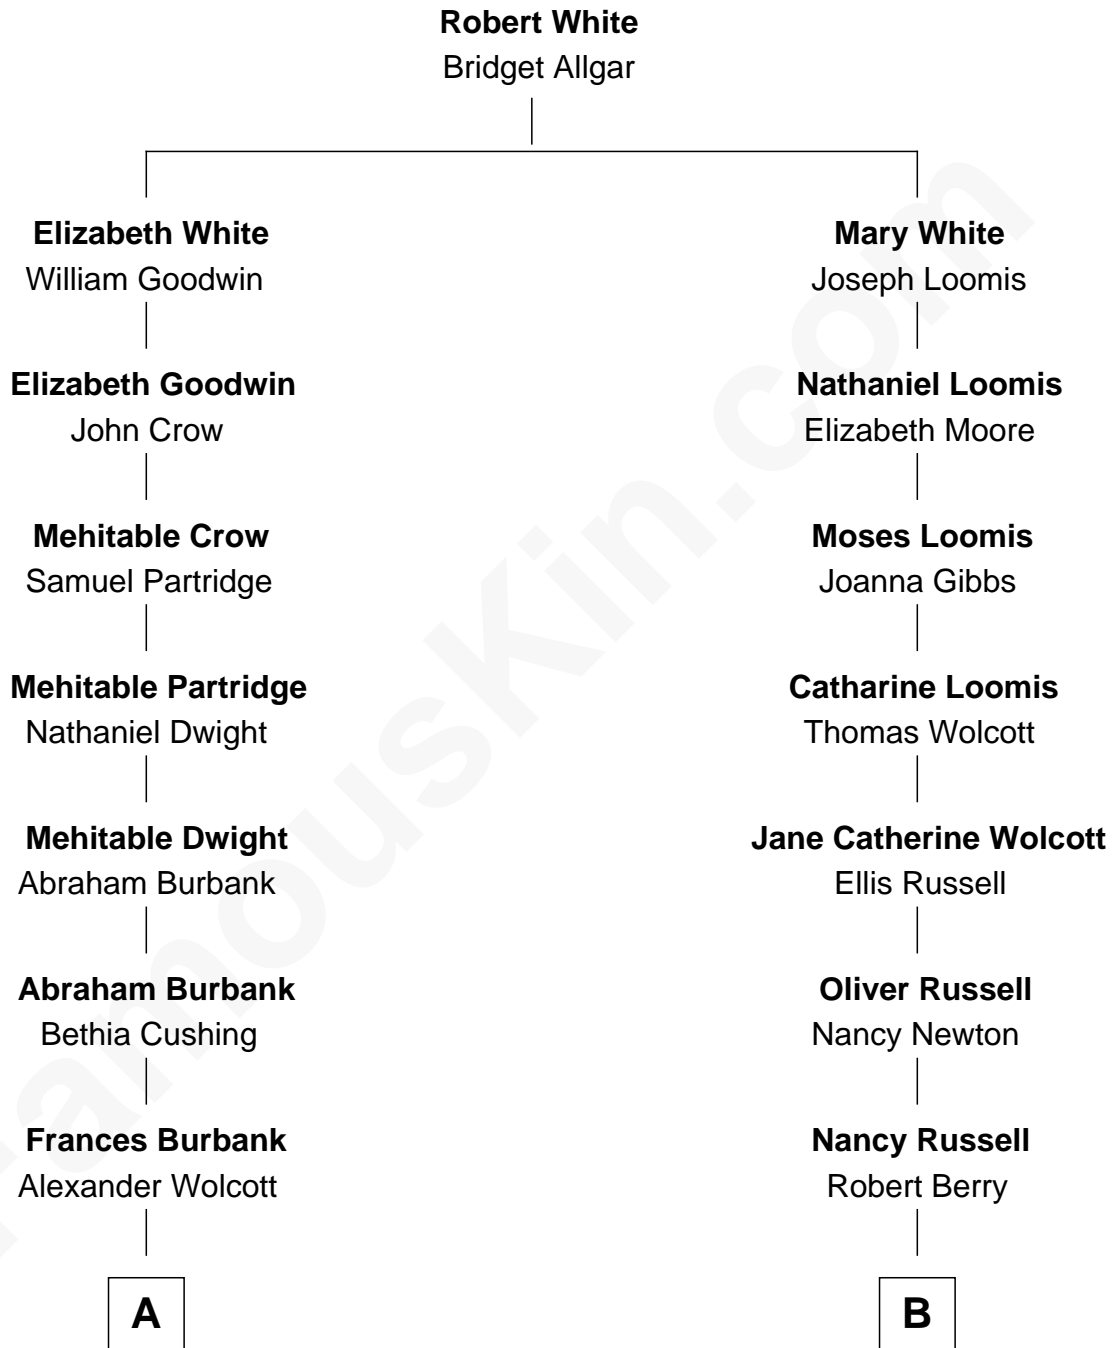 Robert White
Bridget Allgar
Elizabeth White
William Goodwin
Mary White
Joseph Loomis
Elizabeth Goodwin
John Crow
Nathaniel Loomis
Elizabeth Moore
Mehitable Crow
Samuel Partridge
Moses Loomis
Joanna Gibbs
Mehitable Partridge
Nathaniel Dwight
Catharine Loomis
Thomas Wolcott
Mehitable Dwight
Abraham Burbank
Jane Catherine Wolcott
Ellis Russell
Abraham Burbank
Bethia Cushing
Oliver Russell
Nancy Newton
Frances Burbank
Alexander Wolcott
Nancy Russell
Robert Berry
A
B
FamousKin.com